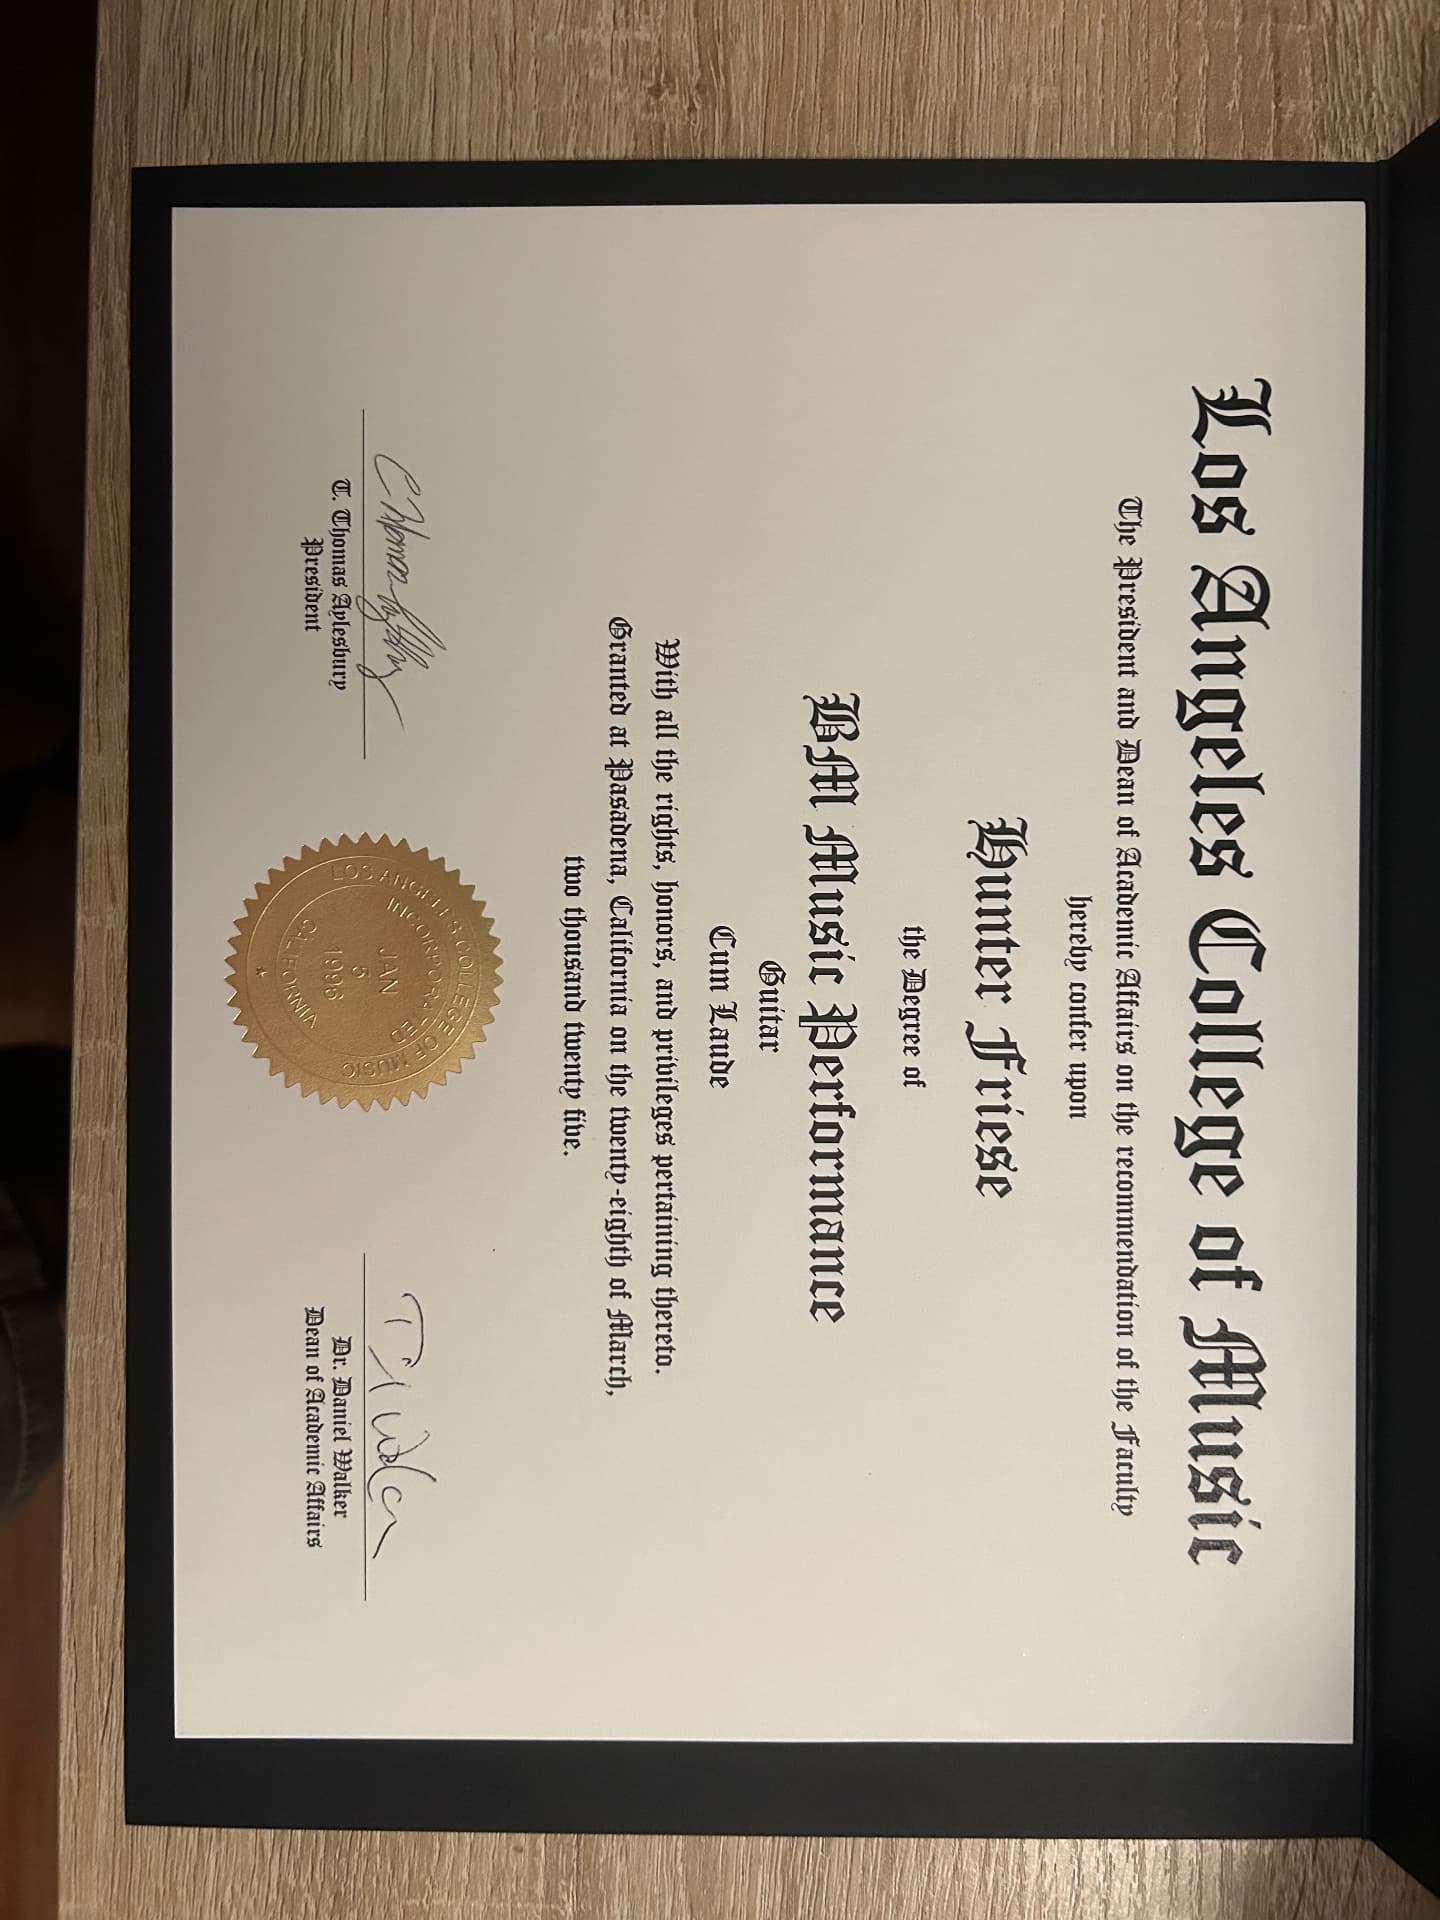 Los Angeles College of Music
The President and Dean of Academic Affairs on the recommendation of the Faculty
hereby confer upon
Hunter Friese
the Degree of
BM Music Performance
Guitar
Cum Laude
With all the rights, honors, and privileges pertaining thereto.
Granted at Pasadena, California on the twenty-eighth of March,
two thousand twenty five.
T. Thomas Aylesbury
President
LOS ANGELES COLLEGE OF MUSIC
INCORPORATED
JAN
5
1996
CALIFORNIA
Dr. Daniel Walker
Dean of Academic Affairs